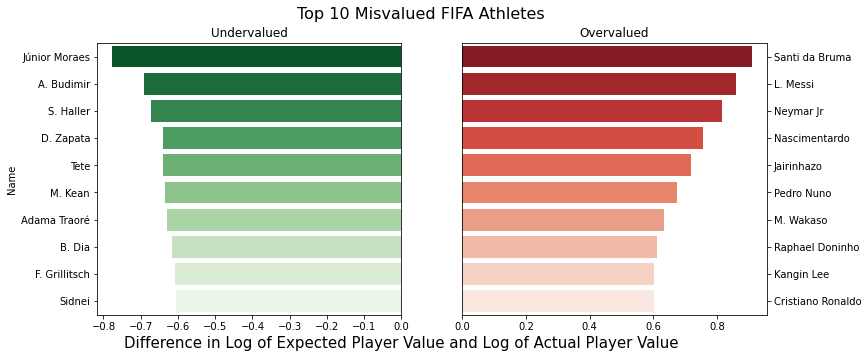 Top 10 Misvalued FIFA Athletes
Undervalued
Overvalued
Name
Júnior Moraes
A. Budimir
S. Haller
D. Zapata
Tete
M. Kean
Adama Traoré
B. Dia
F. Grillitsch
Sidnei
−0.8 −0.7 −0.6 −0.5 −0.4 −0.3 −0.2 −0.1 0.0
Santi da Bruma
L. Messi
Neymar Jr
Nascimentardo
Jairinhazo
Pedro Nuno
M. Wakaso
Raphael Doninho
Kangin Lee
Cristiano Ronaldo
0.0 0.2 0.4 0.6 0.8
Difference in Log of Expected Player Value and Log of Actual Player Value